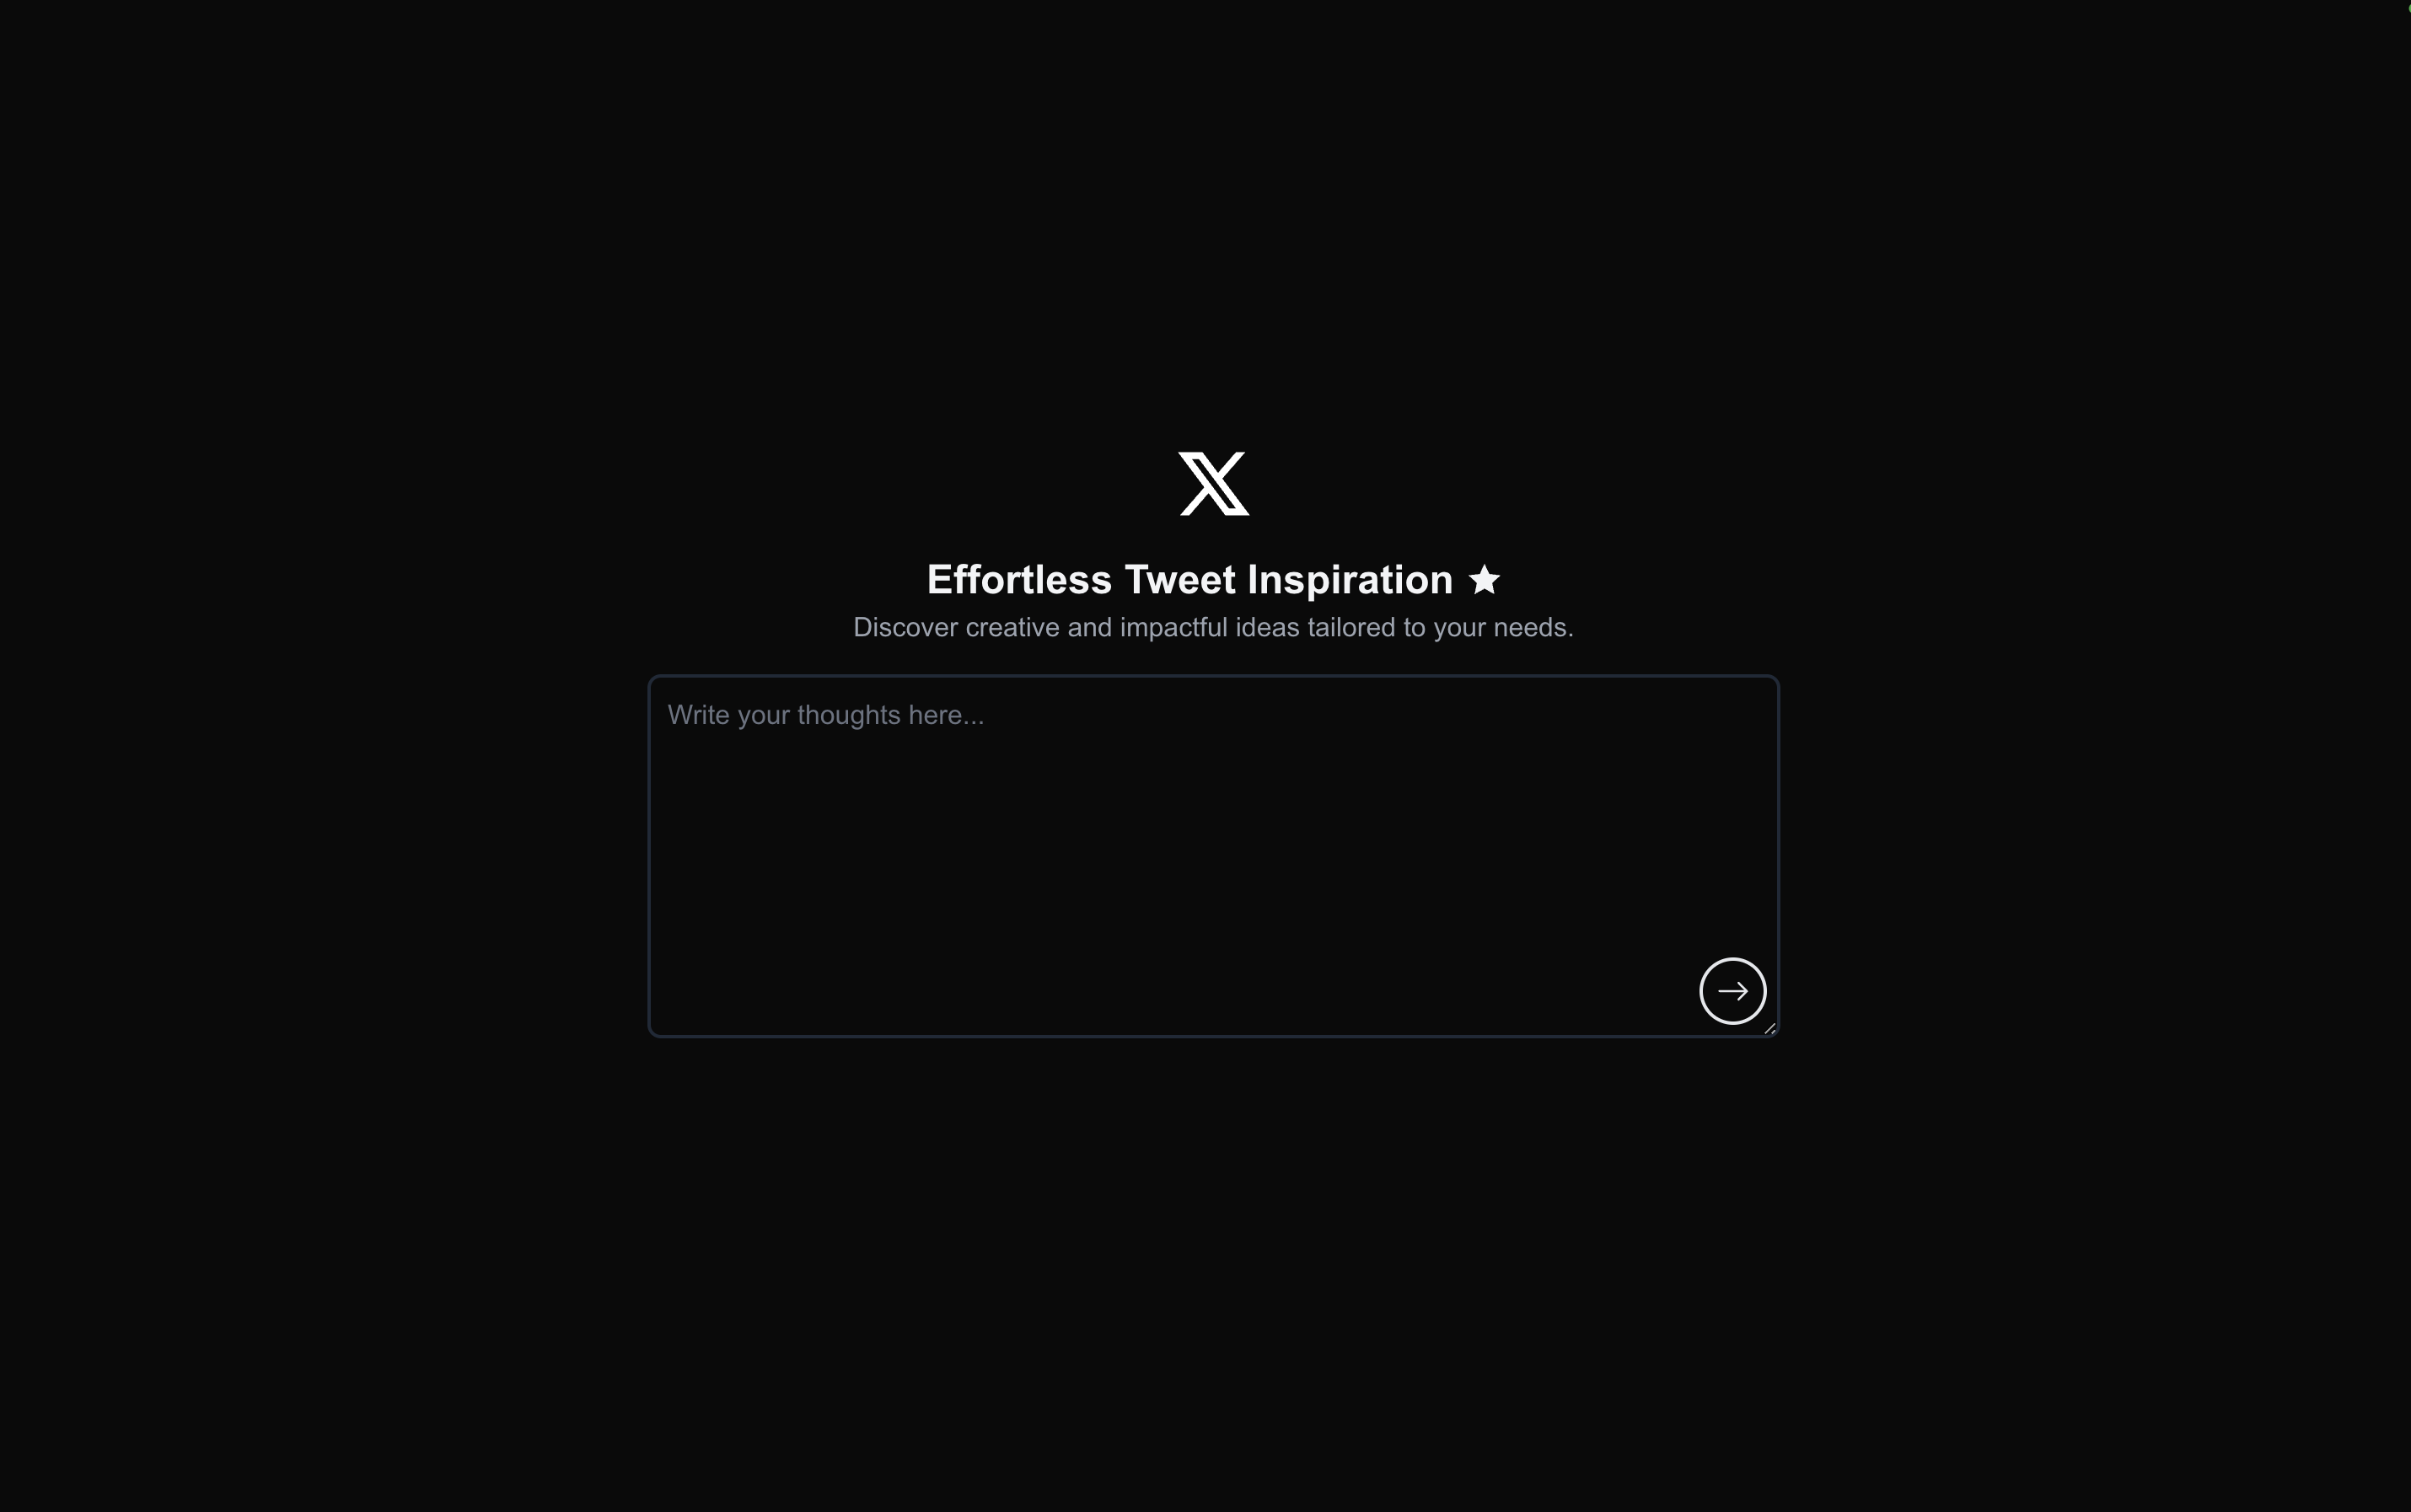 Effortless Tweet Inspiration
Discover creative and impactful ideas tailored to your needs.
Write your thoughts here...